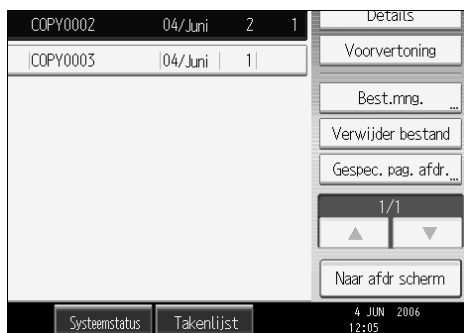 COPY0002 04/Juni 2 1
Details
COPY0003 04/Juni 1
Voorvertoning
Best.mng. ...
Verwijder bestand
Gespec. pag. afdr. ...
1/1
▲ ▼
Naar afdr scherm
Systeemstatus Takenlijst
4 JUN 2006
12:05